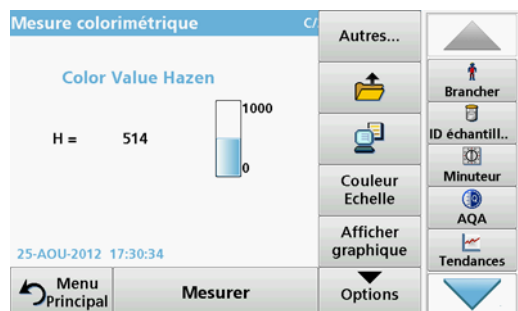 Mesure colorimétrique C/
Color Value Hazen
1000
H = 514
0
25-AOU-2012 17:30:34
Menu
Principal
Mesurer
Autres...
Couleur
Echelle
Afficher
graphique
Options
Brancher
ID échantill..
Minuteur
AQA
Tendances